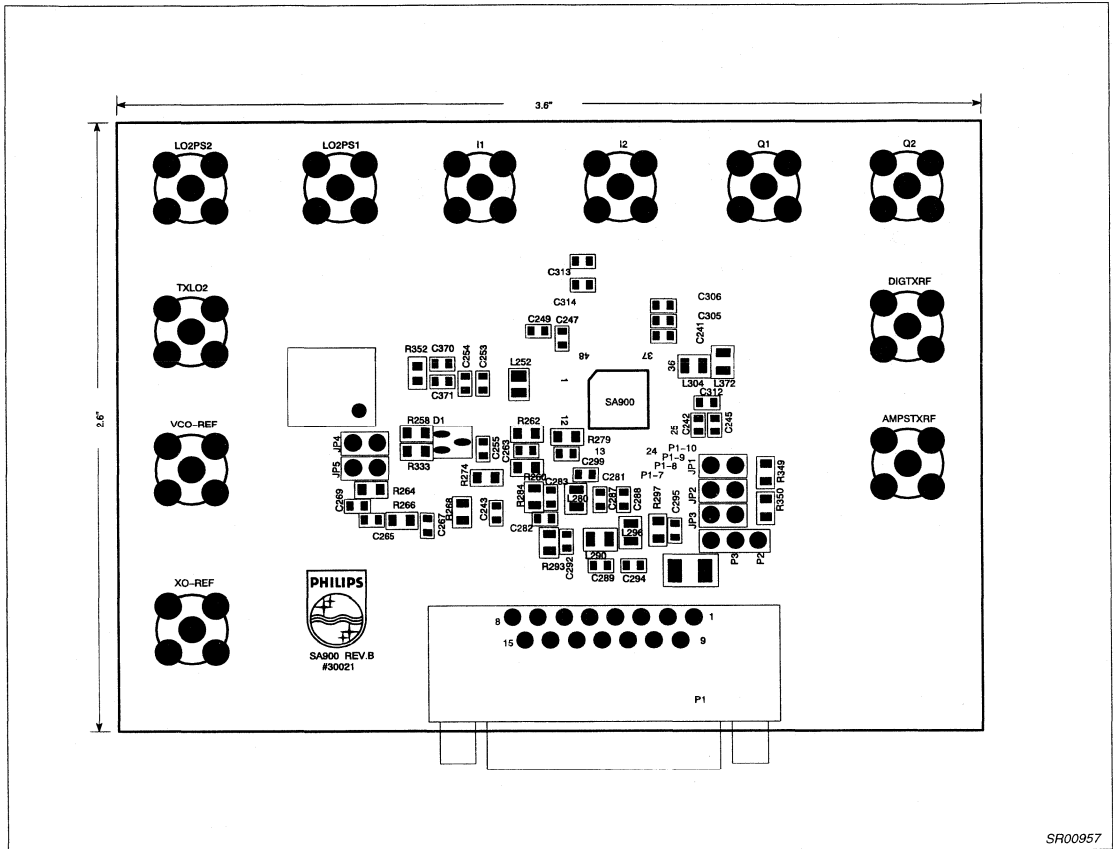 3.6"
2.6"
LO2PS2
LO2PS1
I1
I2
Q1
Q2
TXLO2
DIGTXRF
VCO-REF
AMPSTXRF
XO-REF
C313
C314
C306
C305
C241
C249
C247
48
37
36
R352
C370
C371
C254
C253
L252
1
SA900
L304
L372
C312
C242
C245
25
R258
D1
R333
C255
C263
R262
12
R279
13
24
P1-10
P1-9
P1-8
P1-7
JP4
JP5
R264
R274
R260
C299
C281
C283
R284
L280
C287
C288
R297
C295
JP1
JP2
JP3
R349
R350
C269
C265
R266
C267
R268
C243
C282
R293
C292
L290
L296
C289
C294
P3
P2
PHILIPS
SA900 REV.B
#30021
8
1
15
9
P1
SR00957